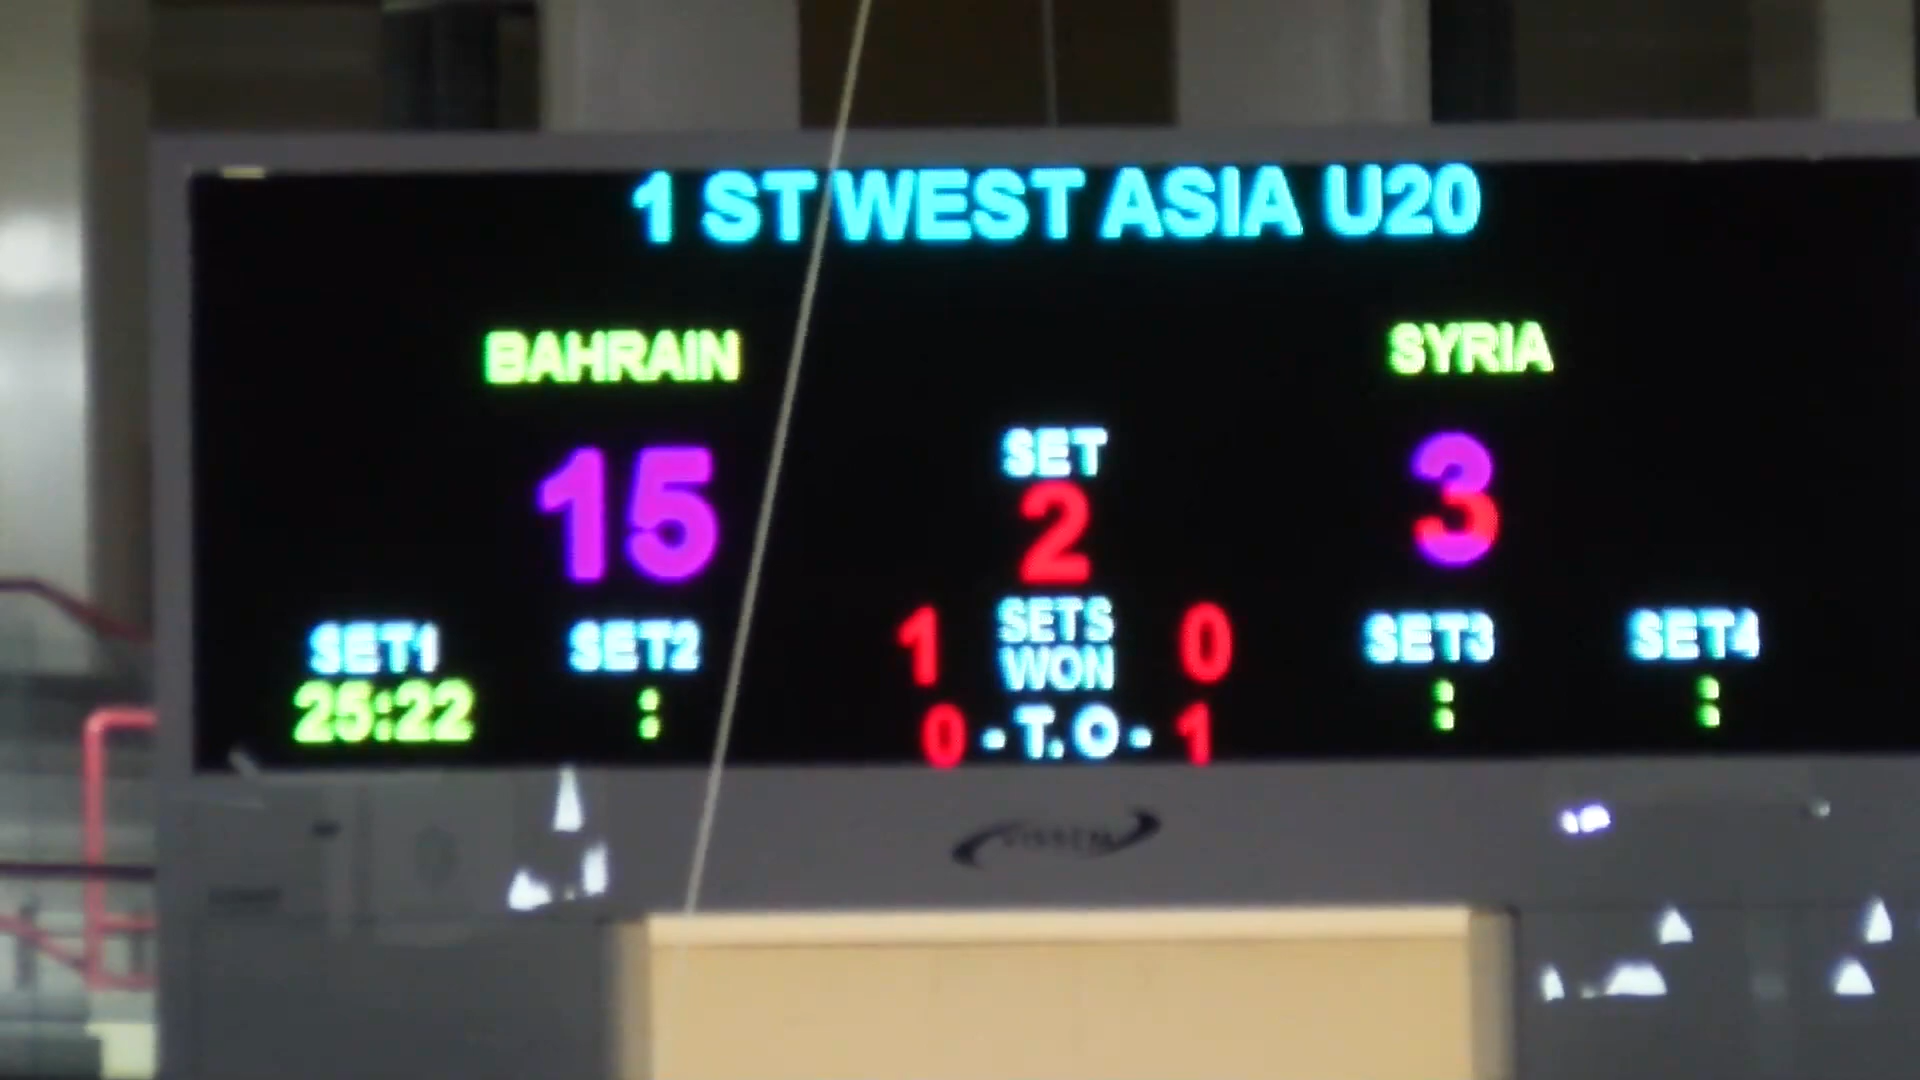 1 ST WEST ASIA U20
BAHRAIN
SYRIA
15
SET
2
3
SET1
SET2
1
SETS
WON
0
SET3
SET4
25:22
:
0 - T. O - 1
:
: